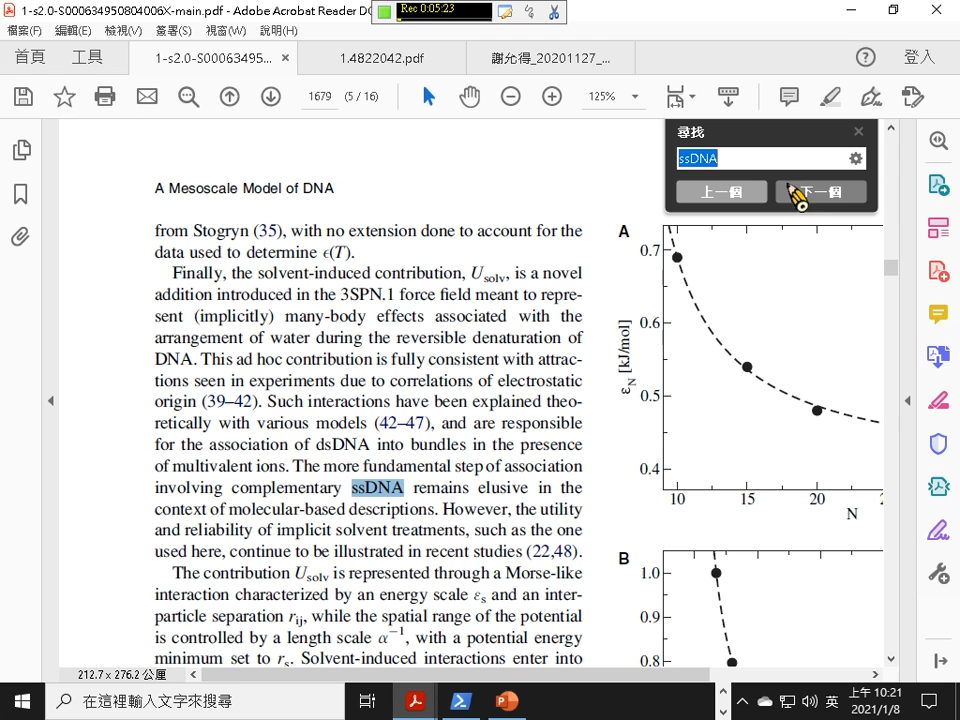 1-s2.0-S000634950804006X-main.pdf - Adobe Acrobat Reader DC
Rec 0:05:23
檔案(F) 編輯(E) 檢視(V) 簽署(S) 視窗(W) 說明(H)
首頁 工具 1-s2.0-S00063495... × 1.4822042.pdf 謝允得_20201127_... 登入
1679 (5 / 16) 125%
尋找
ssDNA
上一個 下一個
A Mesoscale Model of DNA
from Stogryn (35), with no extension done to account for the
data used to determine ϵ(T).
Finally, the solvent-induced contribution, Usolv, is a novel
addition introduced in the 3SPN.1 force field meant to repre-
sent (implicitly) many-body effects associated with the
arrangement of water during the reversible denaturation of
DNA. This ad hoc contribution is fully consistent with attrac-
tions seen in experiments due to correlations of electrostatic
origin (39–42). Such interactions have been explained theo-
retically with various models (42–47), and are responsible
for the association of dsDNA into bundles in the presence
of multivalent ions. The more fundamental step of association
involving complementary ssDNA remains elusive in the
context of molecular-based descriptions. However, the utility
and reliability of implicit solvent treatments, such as the one
used here, continue to be illustrated in recent studies (22,48).
The contribution Usolv is represented through a Morse-like
interaction characterized by an energy scale εs and an inter-
particle separation rij, while the spatial range of the potential
is controlled by a length scale α−1, with a potential energy
minimum set to rs. Solvent-induced interactions enter into
A
0.7
0.6
0.5
0.4
εN [kJ/mol]
10 15 20 2
N
B
1.0
0.9
0.8
212.7 x 276.2 公厘
在這裡輸入文字來搜尋
英
上午 10:21
2021/1/8